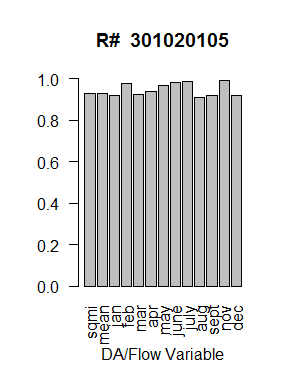 R# 301020105
1.0
0.8
0.6
0.4
0.2
0.0
sqmi
mean
jan
feb
mar
apr
may
june
july
aug
sept
nov
dec
DA/Flow Variable